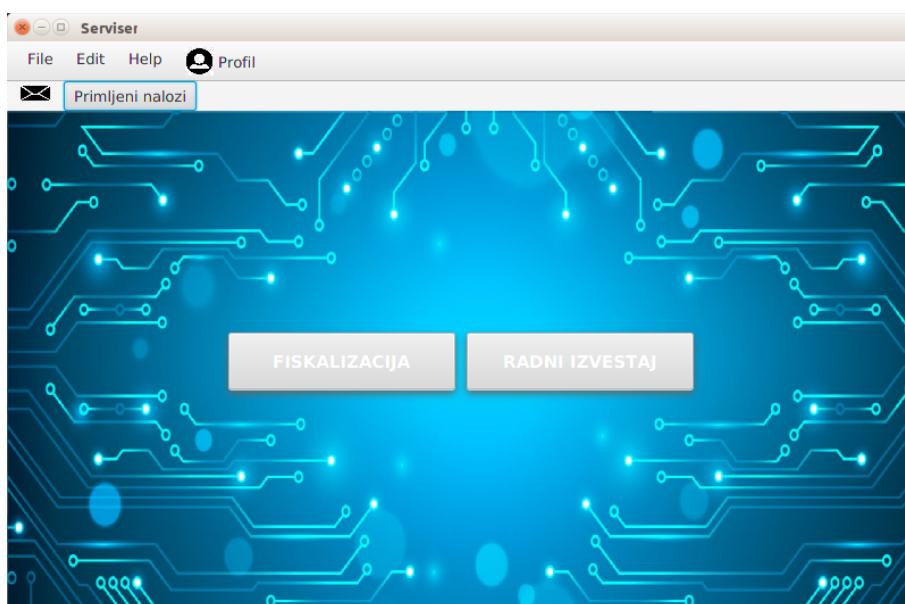 Serviser
File Edit Help Profil
Primljeni nalozi
FISKALIZACIJA RADNI IZVESTAJ